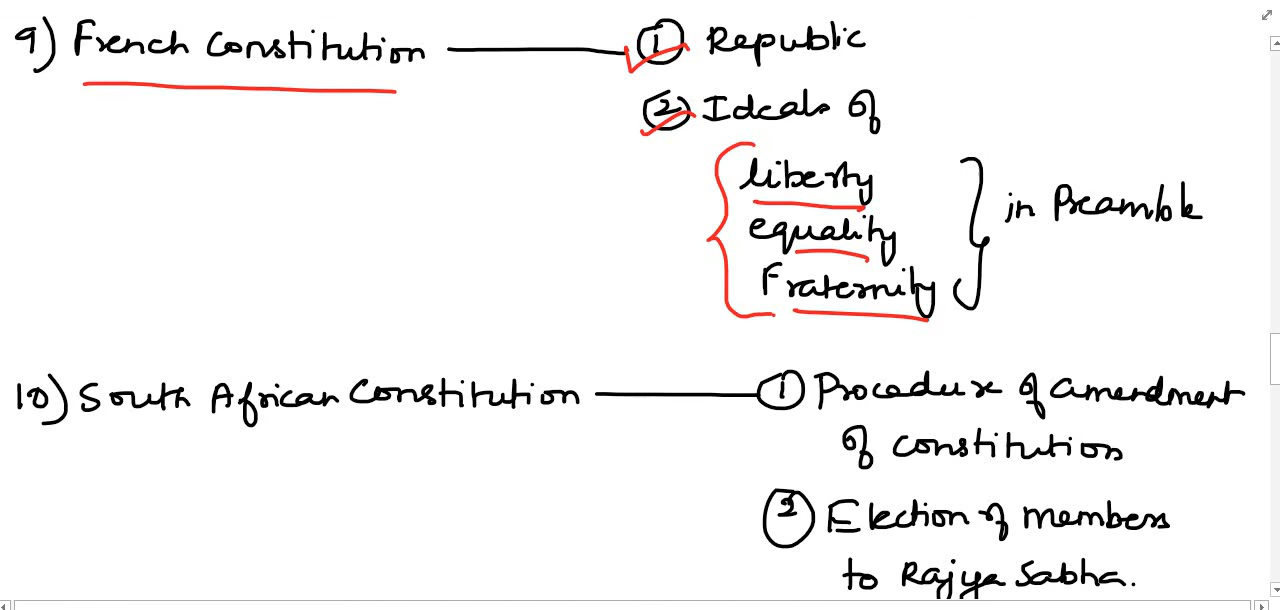 9) French Constitution — ① Republic
② Ideals of
liberty
equality
Fraternity
in Preamble
10) South African Constitution — ① Procedure of amendment
of constitution
② Election of members
to Rajya Sabha.